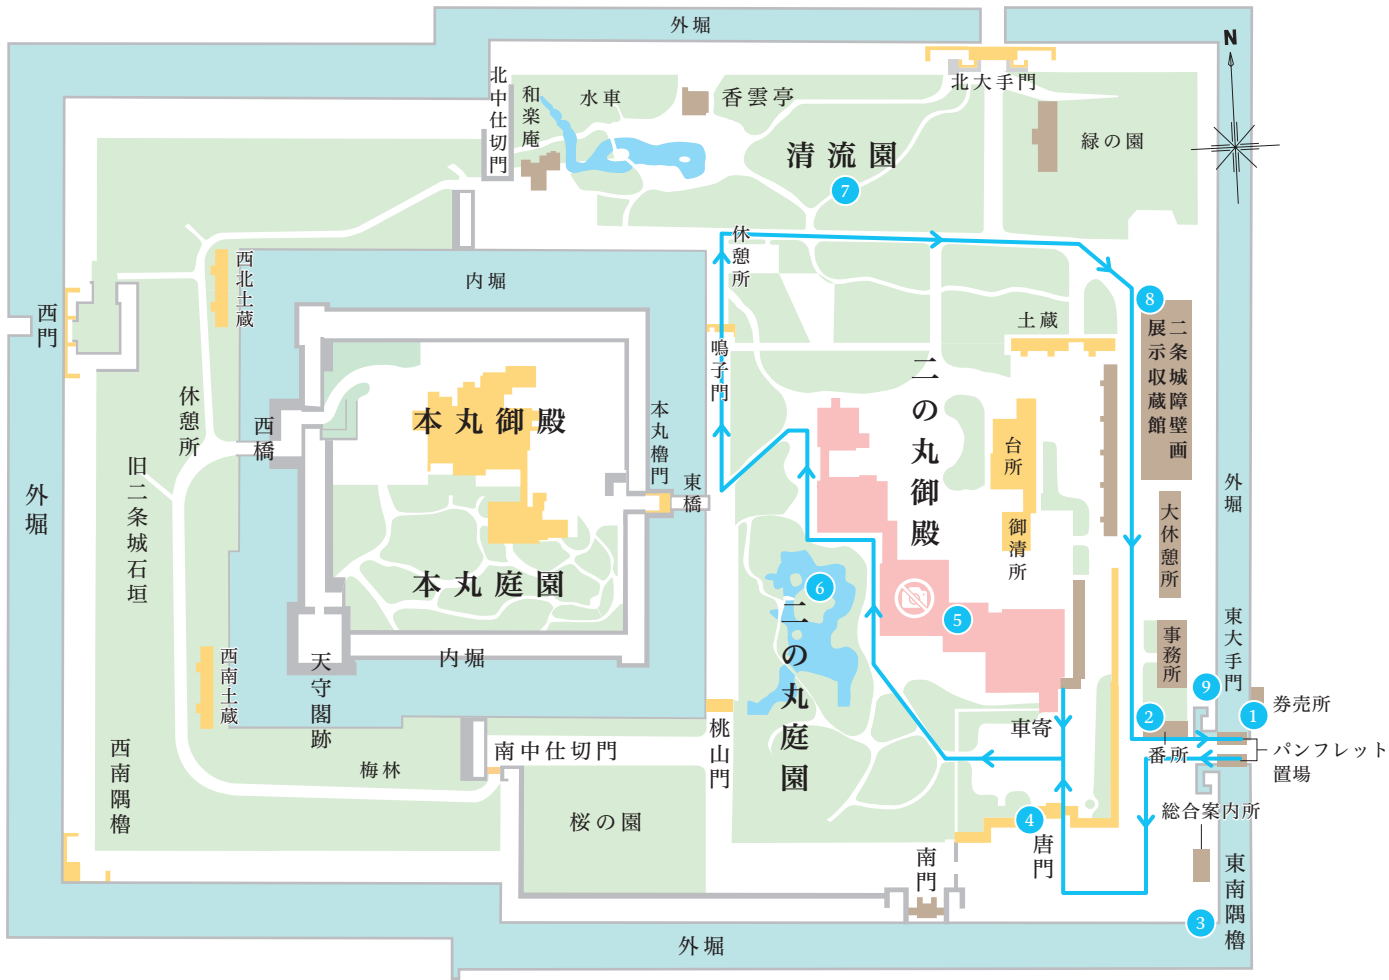 外堀
N
北大手門
北中仕切門
和楽庵
水車
香雲亭
清流園
緑の園
7
休憩所
内堀
西北土蔵
西門
8
二条城障壁画
展示収蔵館
土蔵
鳴子門
二の丸御殿
休憩所
西橋
本丸御殿
本丸櫓門
東橋
台所
御清所
外堀
旧二条城石垣
外堀
大休憩所
本丸庭園
6
二の丸庭園
5
事務所
東大手門
西南土蔵
天守閣跡
内堀
9
1
券売所
2
番所
パンフレット
置場
車寄
桃山門
南中仕切門
梅林
西南隅櫓
桜の園
4
唐門
総合案内所
南門
東南隅櫓
3
外堀